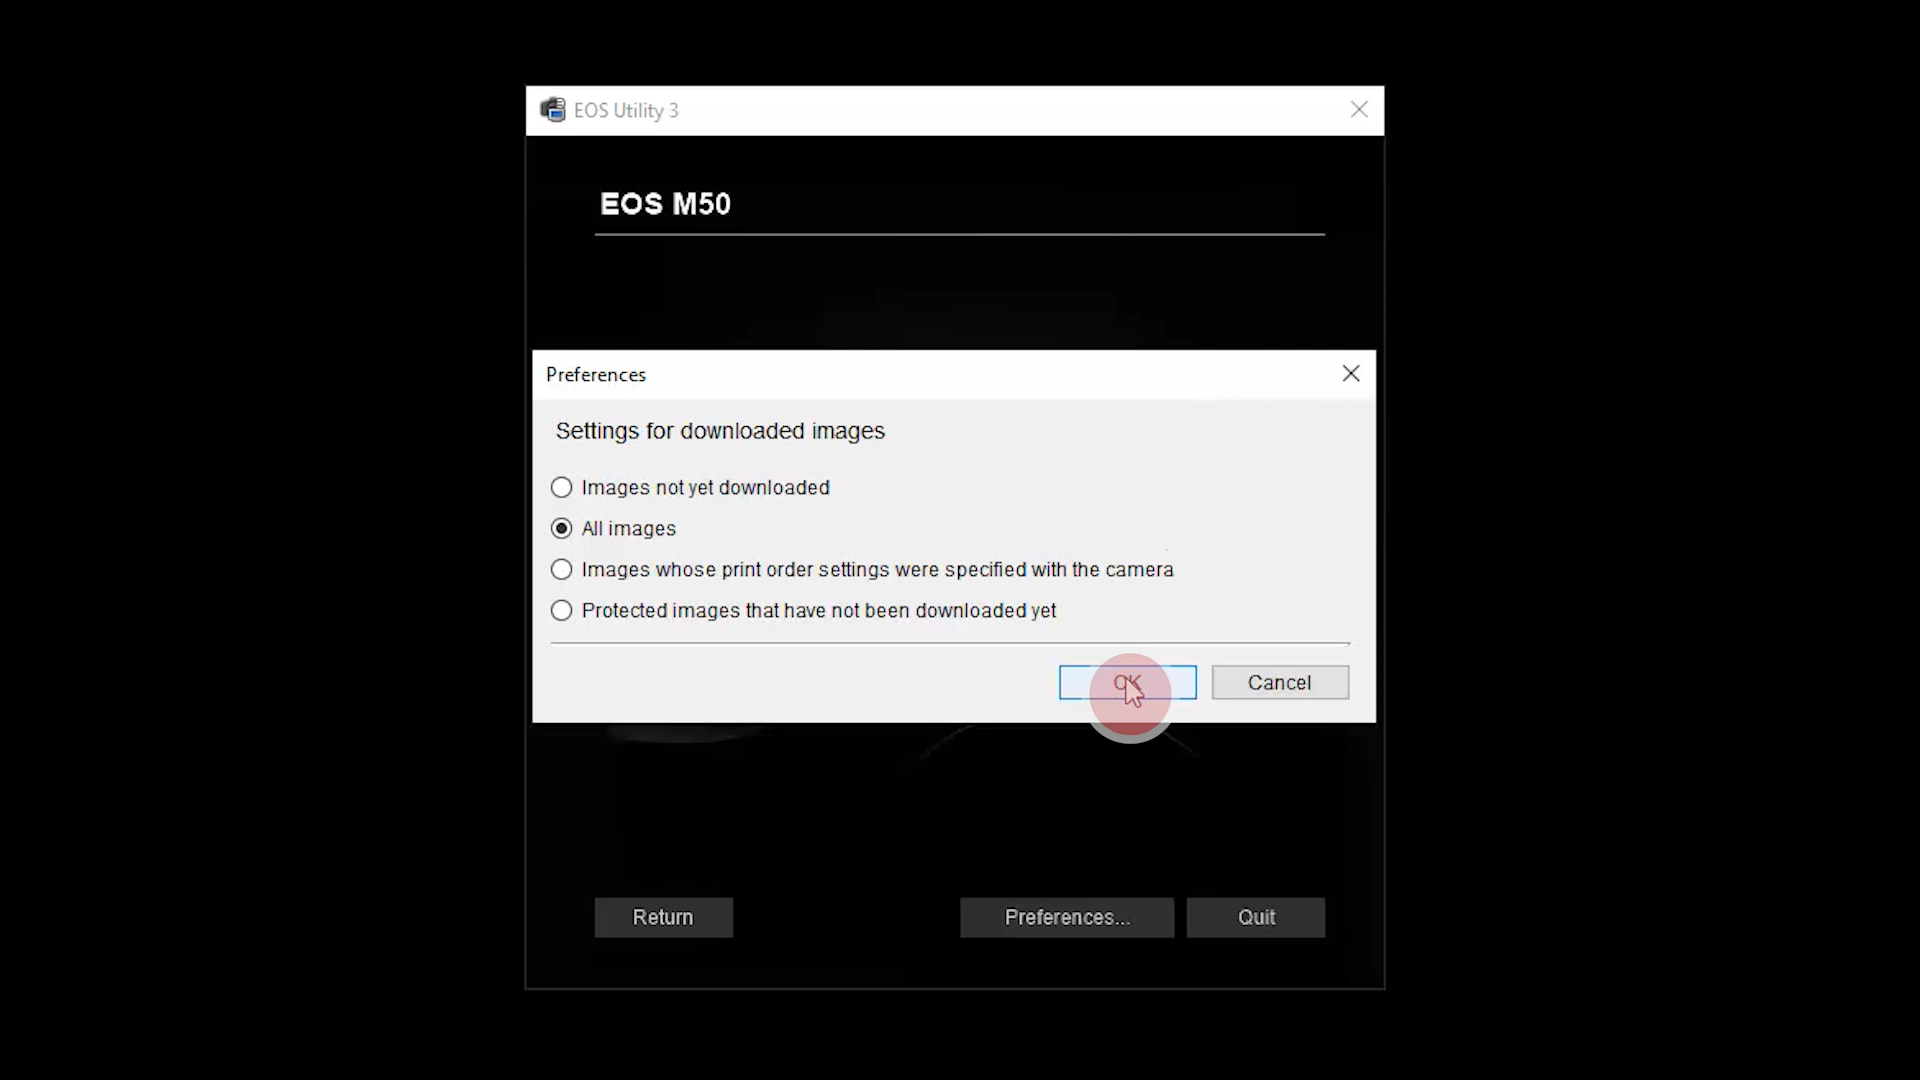 EOS Utility 3
EOS M50
Preferences
Settings for downloaded images
Images not yet downloaded
All images
Images whose print order settings were specified with the camera
Protected images that have not been downloaded yet
OK
Cancel
Return
Preferences...
Quit